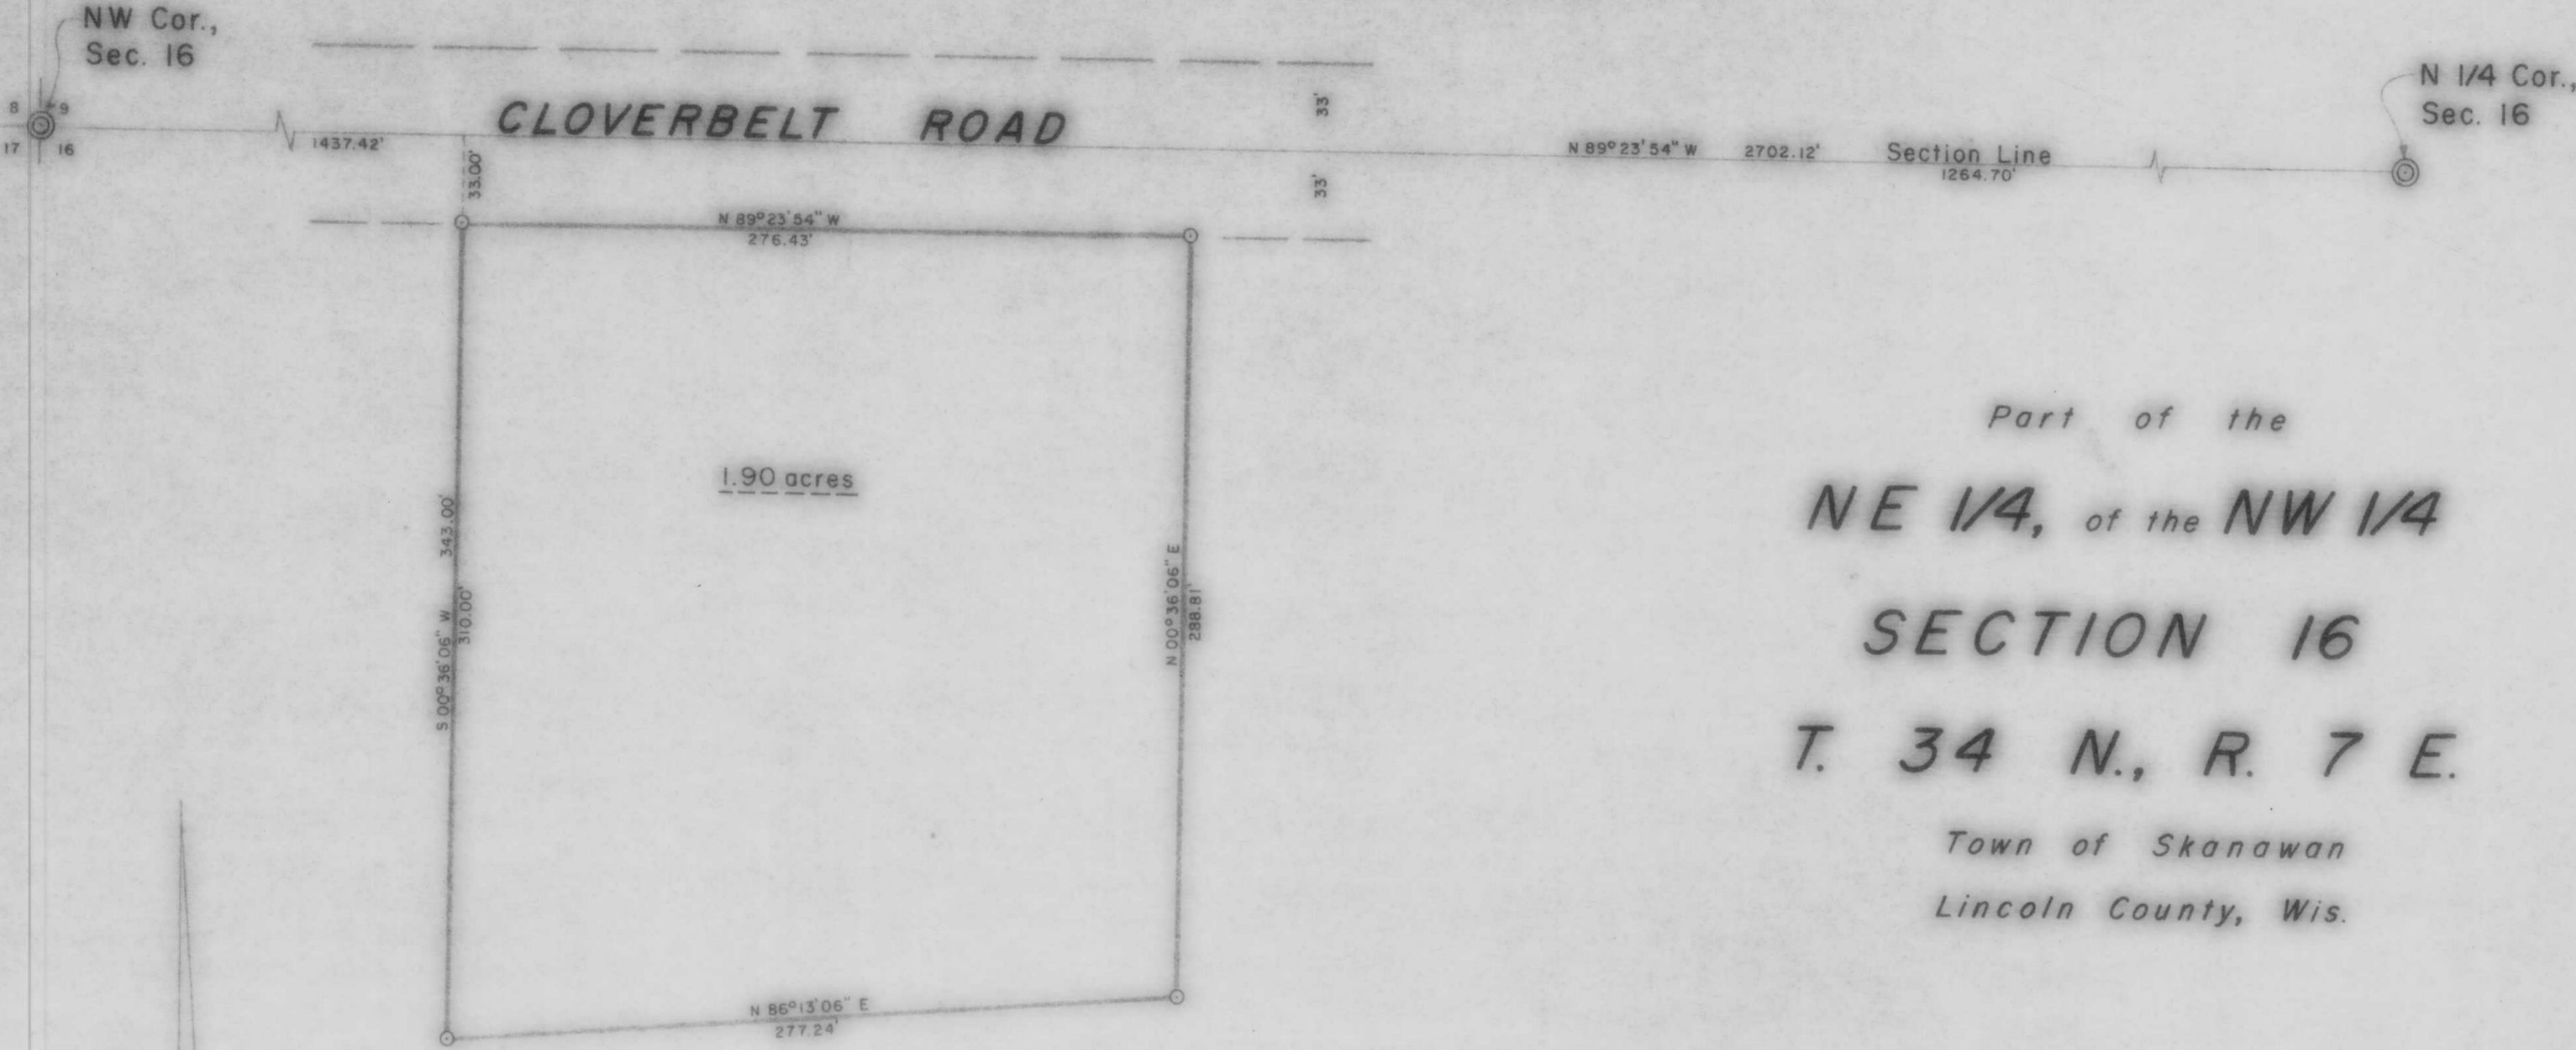 NW Cor.,
Sec. 16
8 9
17 16
N 1/4 Cor.,
Sec. 16
CLOVERBELT ROAD
33'
33'
1437.42'
33.00'
N 89°23'54" W 2702.12' Section Line
1264.70'
N 89°23'54" W
276.43'
1.90 acres
S 00°36'06" W 343.00'
310.00'
N 00°36'06" E
288.81'
N 86°13'06" E
277.24'
Part of the
NE 1/4, of the NW 1/4
SECTION 16
T. 34 N., R. 7 E.
Town of Skanawan
Lincoln County, Wis.